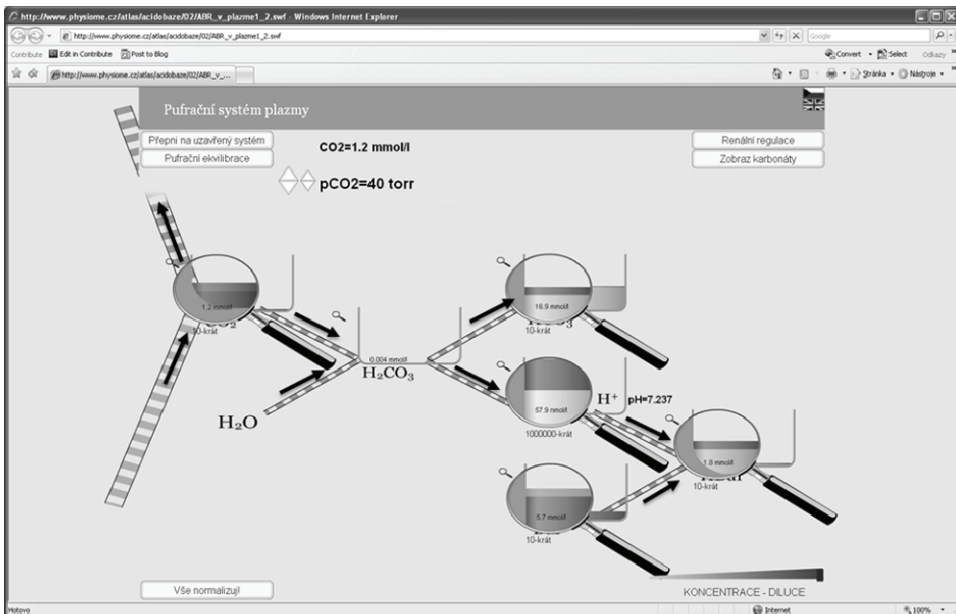 http://www.physiome.cz/atlas/acidobaze/02/ABR_v_plazme1_2.swf - Windows Internet Explorer
http://www.physiome.cz/atlas/acidobaze/02/ABR_v_plazme1_2.swf
Google
Contribute Edit in Contribute Post to Blog
Convert Select Odkazy
http://www.physiome.cz/atlas/acidobaze/02/ABR_v_...
Stránka Nástroje
Pufrační systém plazmy
Přepni na uzavřený systém
Pufrační ekvilibrace
CO2=1.2 mmol/l
pCO2=40 torr
Renální regulace
Zobraz karbonáty
1.2 mmol/l
10-krát
0.004 mmol/l
H₂CO₃
H₂O
16.9 mmol/l
10-krát
57.9 nmol/l
1000000-krát
H⁺ pH=7.237
1.8 mmol/l
10-krát
5.7 mmol/l
10-krát
Vše normalizuj!
KONCENTRACE - DILUCE
Hotovo
Internet
100%